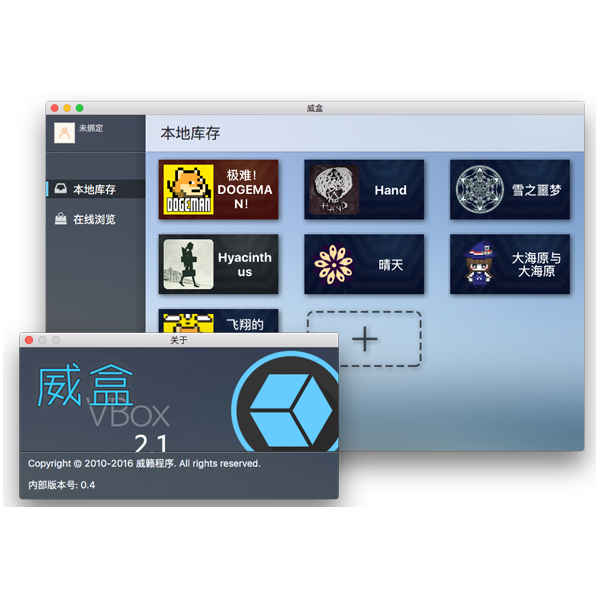 威盒
未绑定
本地库存
本地库存
在线浏览
极难！
DOGEMA
N！
DOGEMAN
Hand
HAND
雪之噩梦
Hyacinth
us
晴天
大海原与
大海原
飞翔的
关于
威盒
VBOX
2.1
Copyright © 2010-2016 威籁程序. All rights reserved.
内部版本号: 0.4